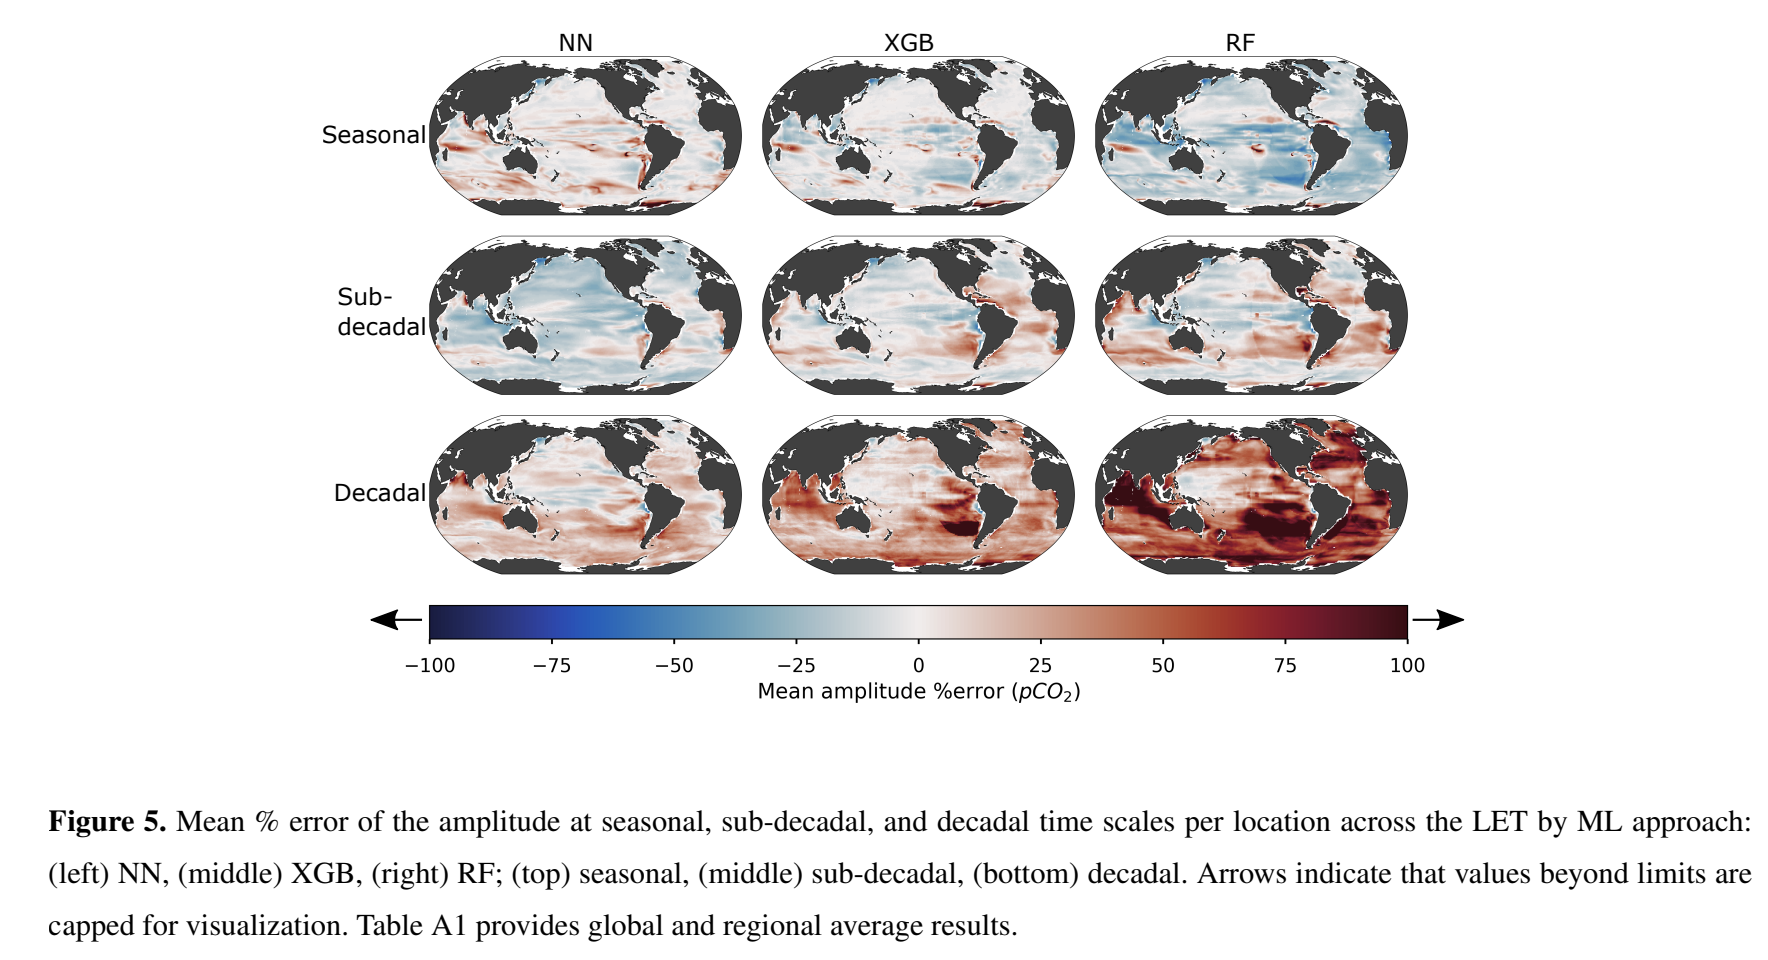 NN XGB RF
Seasonal
Sub-
decadal
Decadal
−100 −75 −50 −25 0 25 50 75 100
Mean amplitude %error (pCO₂)
Figure 5. Mean % error of the amplitude at seasonal, sub-decadal, and decadal time scales per location across the LET by ML approach:
(left) NN, (middle) XGB, (right) RF; (top) seasonal, (middle) sub-decadal, (bottom) decadal. Arrows indicate that values beyond limits are
capped for visualization. Table A1 provides global and regional average results.